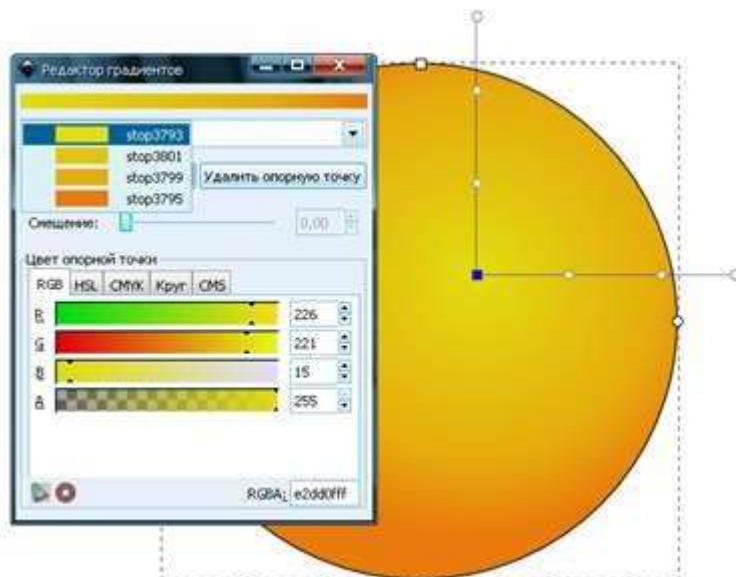 Редактор градиентов
stop3793
stop3801
stop3799
stop3795
Удалить опорную точку
Смещение:
0,00
Цвет опорной точки
RGB HSL CMYK Круг CMS
R 226
G 221
B 15
A 255
RGBA: e2dd0fff